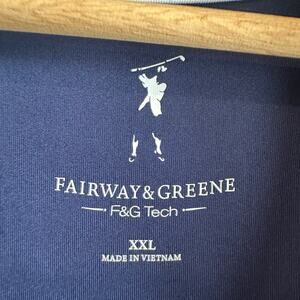 FAIRWAY & GREENE
F&G Tech
XXL
MADE IN VIETNAM